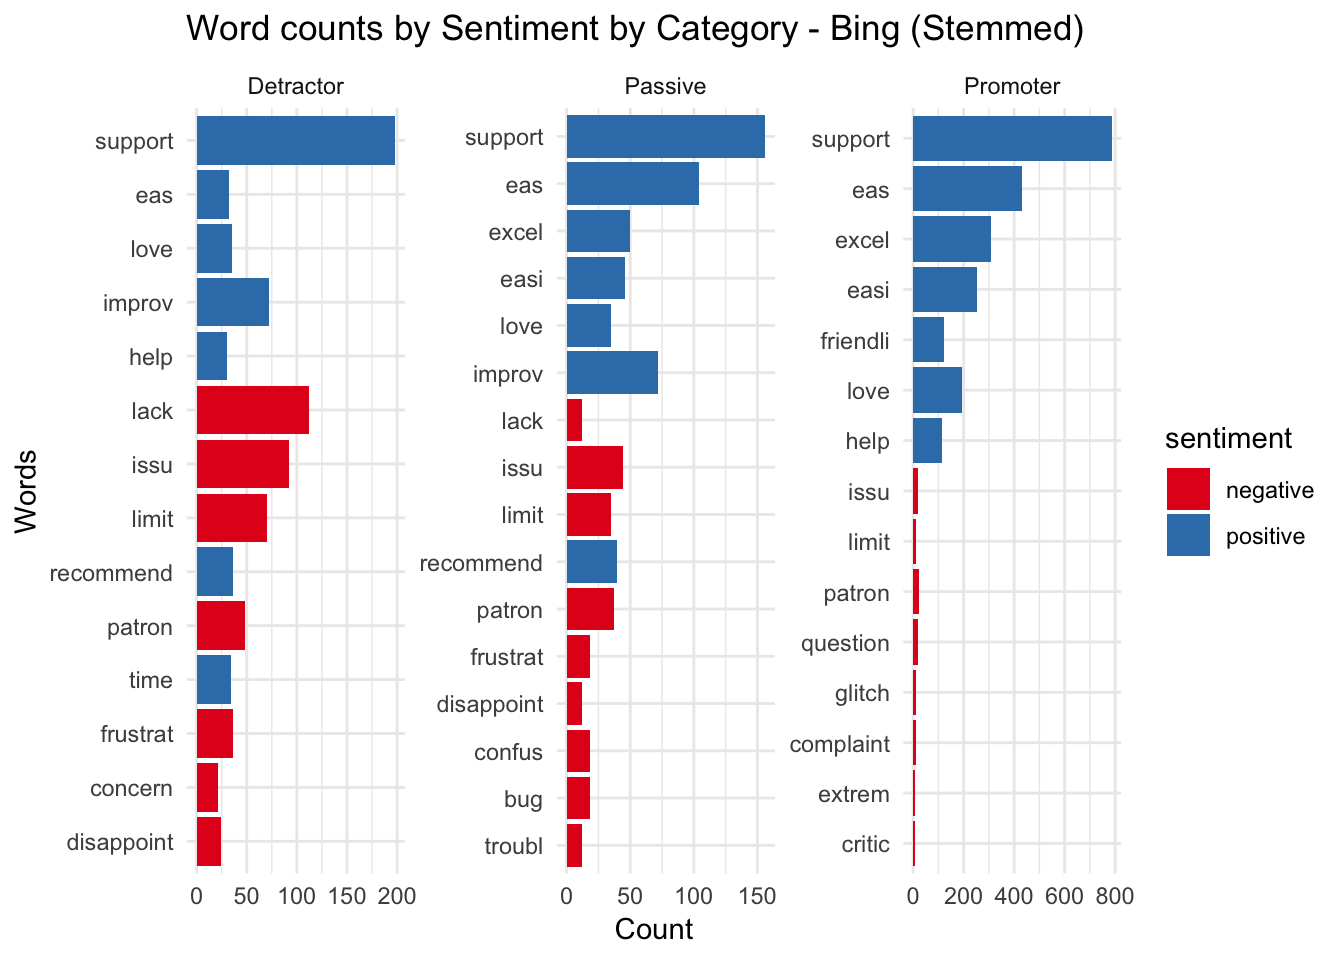 Word counts by Sentiment by Category - Bing (Stemmed)
Detractor
Passive
Promoter
Words
support
eas
love
improv
help
lack
issu
limit
recommend
patron
time
frustrat
concern
disappoint
0 50 100 150 200
support
eas
excel
easi
love
improv
lack
issu
limit
recommend
patron
frustrat
disappoint
confus
bug
troubl
0 50 100 150
support
eas
excel
easi
friendli
love
help
issu
limit
patron
question
glitch
complaint
extrem
critic
0 200 400 600 800
Count
sentiment
negative
positive